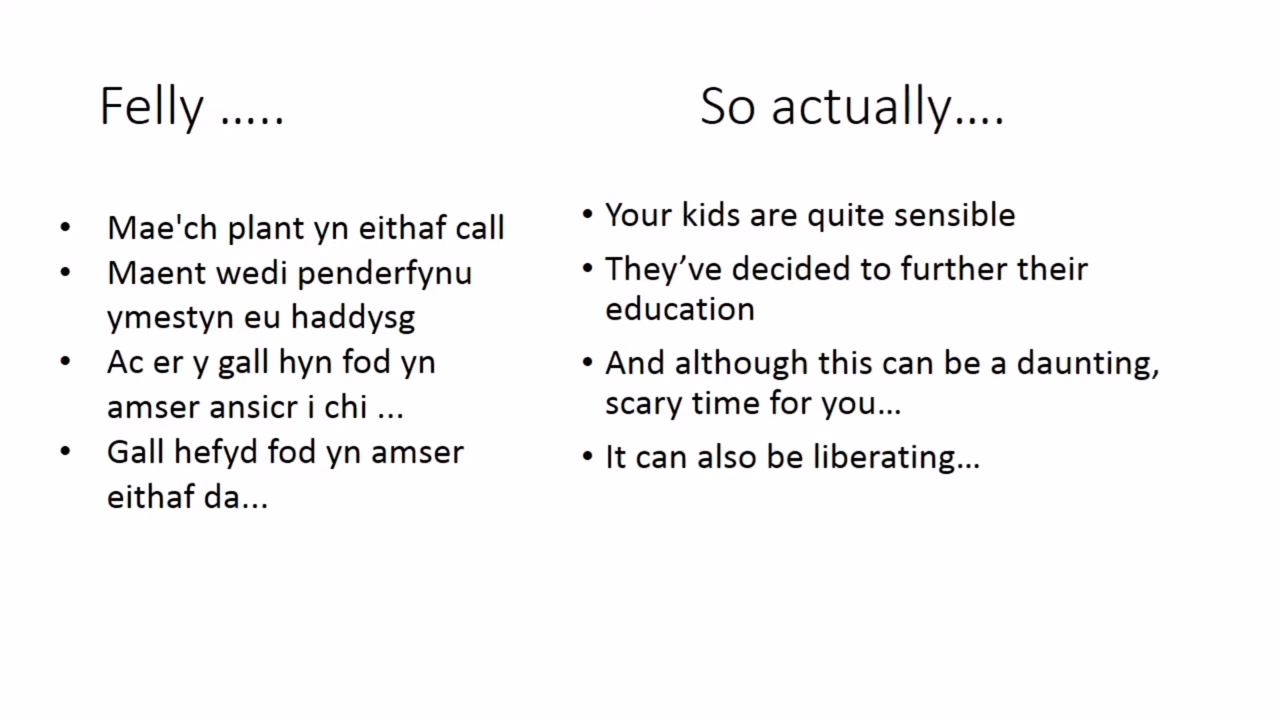 Felly .....
• Mae'ch plant yn eithaf call
• Maent wedi penderfynu
ymestyn eu haddysg
• Ac er y gall hyn fod yn
amser ansicr i chi ...
• Gall hefyd fod yn amser
eithaf da...
So actually....
• Your kids are quite sensible
• They’ve decided to further their
education
• And although this can be a daunting,
scary time for you…
• It can also be liberating…